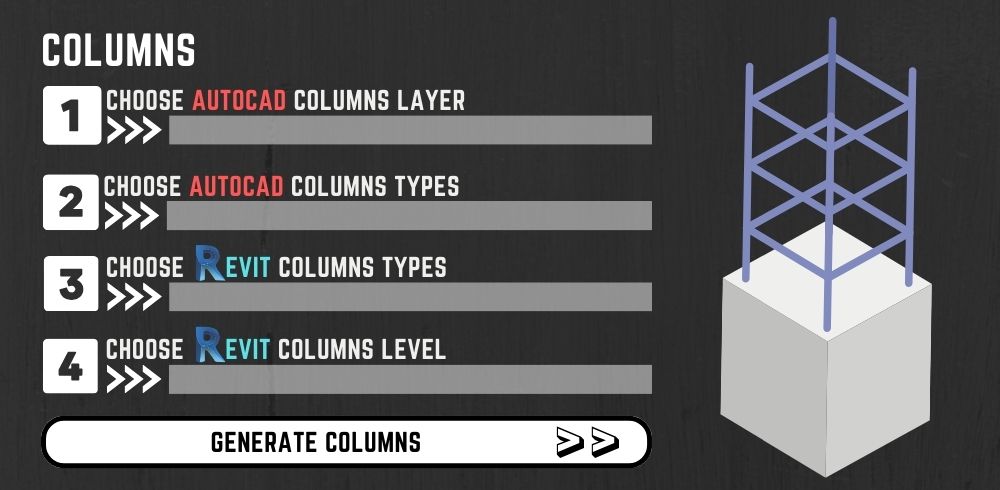 COLUMNS
1 CHOOSE AUTOCAD COLUMNS LAYER
>>>
2 CHOOSE AUTOCAD COLUMNS TYPES
>>>
3 CHOOSE REVIT COLUMNS TYPES
>>>
4 CHOOSE REVIT COLUMNS LEVEL
>>>
GENERATE COLUMNS >>